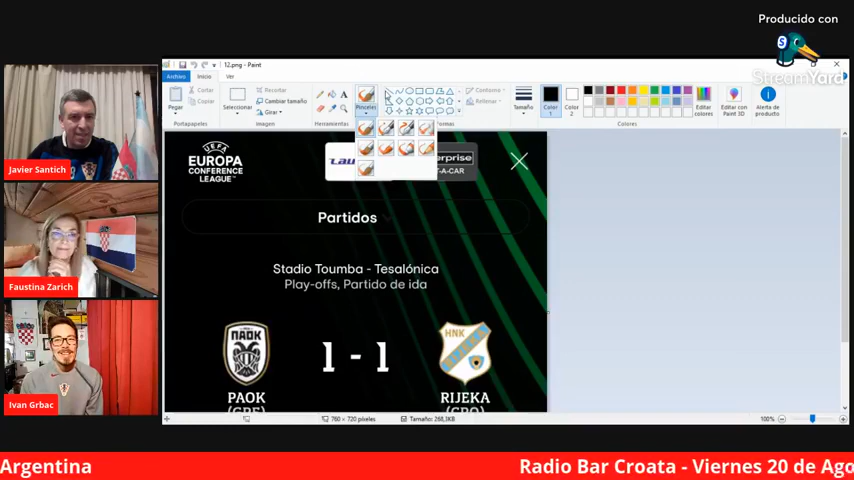 Producido con
StreamYard
12.png - Paint
Archivo
Inicio
Ver
Pegar
Cortar
Copiar
Portapapeles
Seleccionar
Recortar
Cambiar tamaño
Girar
Imagen
Herramientas
Pinceles
Formas
Contorno
Rellenar
Tamaño
Color
1
Color
2
Colores
Editar
colores
Editar con
Paint 3D
Alerta de
producto
Javier Santich
Faustina Zarich
Ivan Grbac
UEFA
EUROPA
CONFERENCE
LEAGUE
Partidos
Stadio Toumba - Tesalónica
Play-offs, Partido de ida
ΠΑΟΚ
1 - 1
HNK
RIJEKA
PAOK
(GRE)
RIJEKA
(CRO)
760 × 720 píxeles
Tamaño: 268,3KB
100%
Argentina
Radio Bar Croata - Viernes 20 de Ago